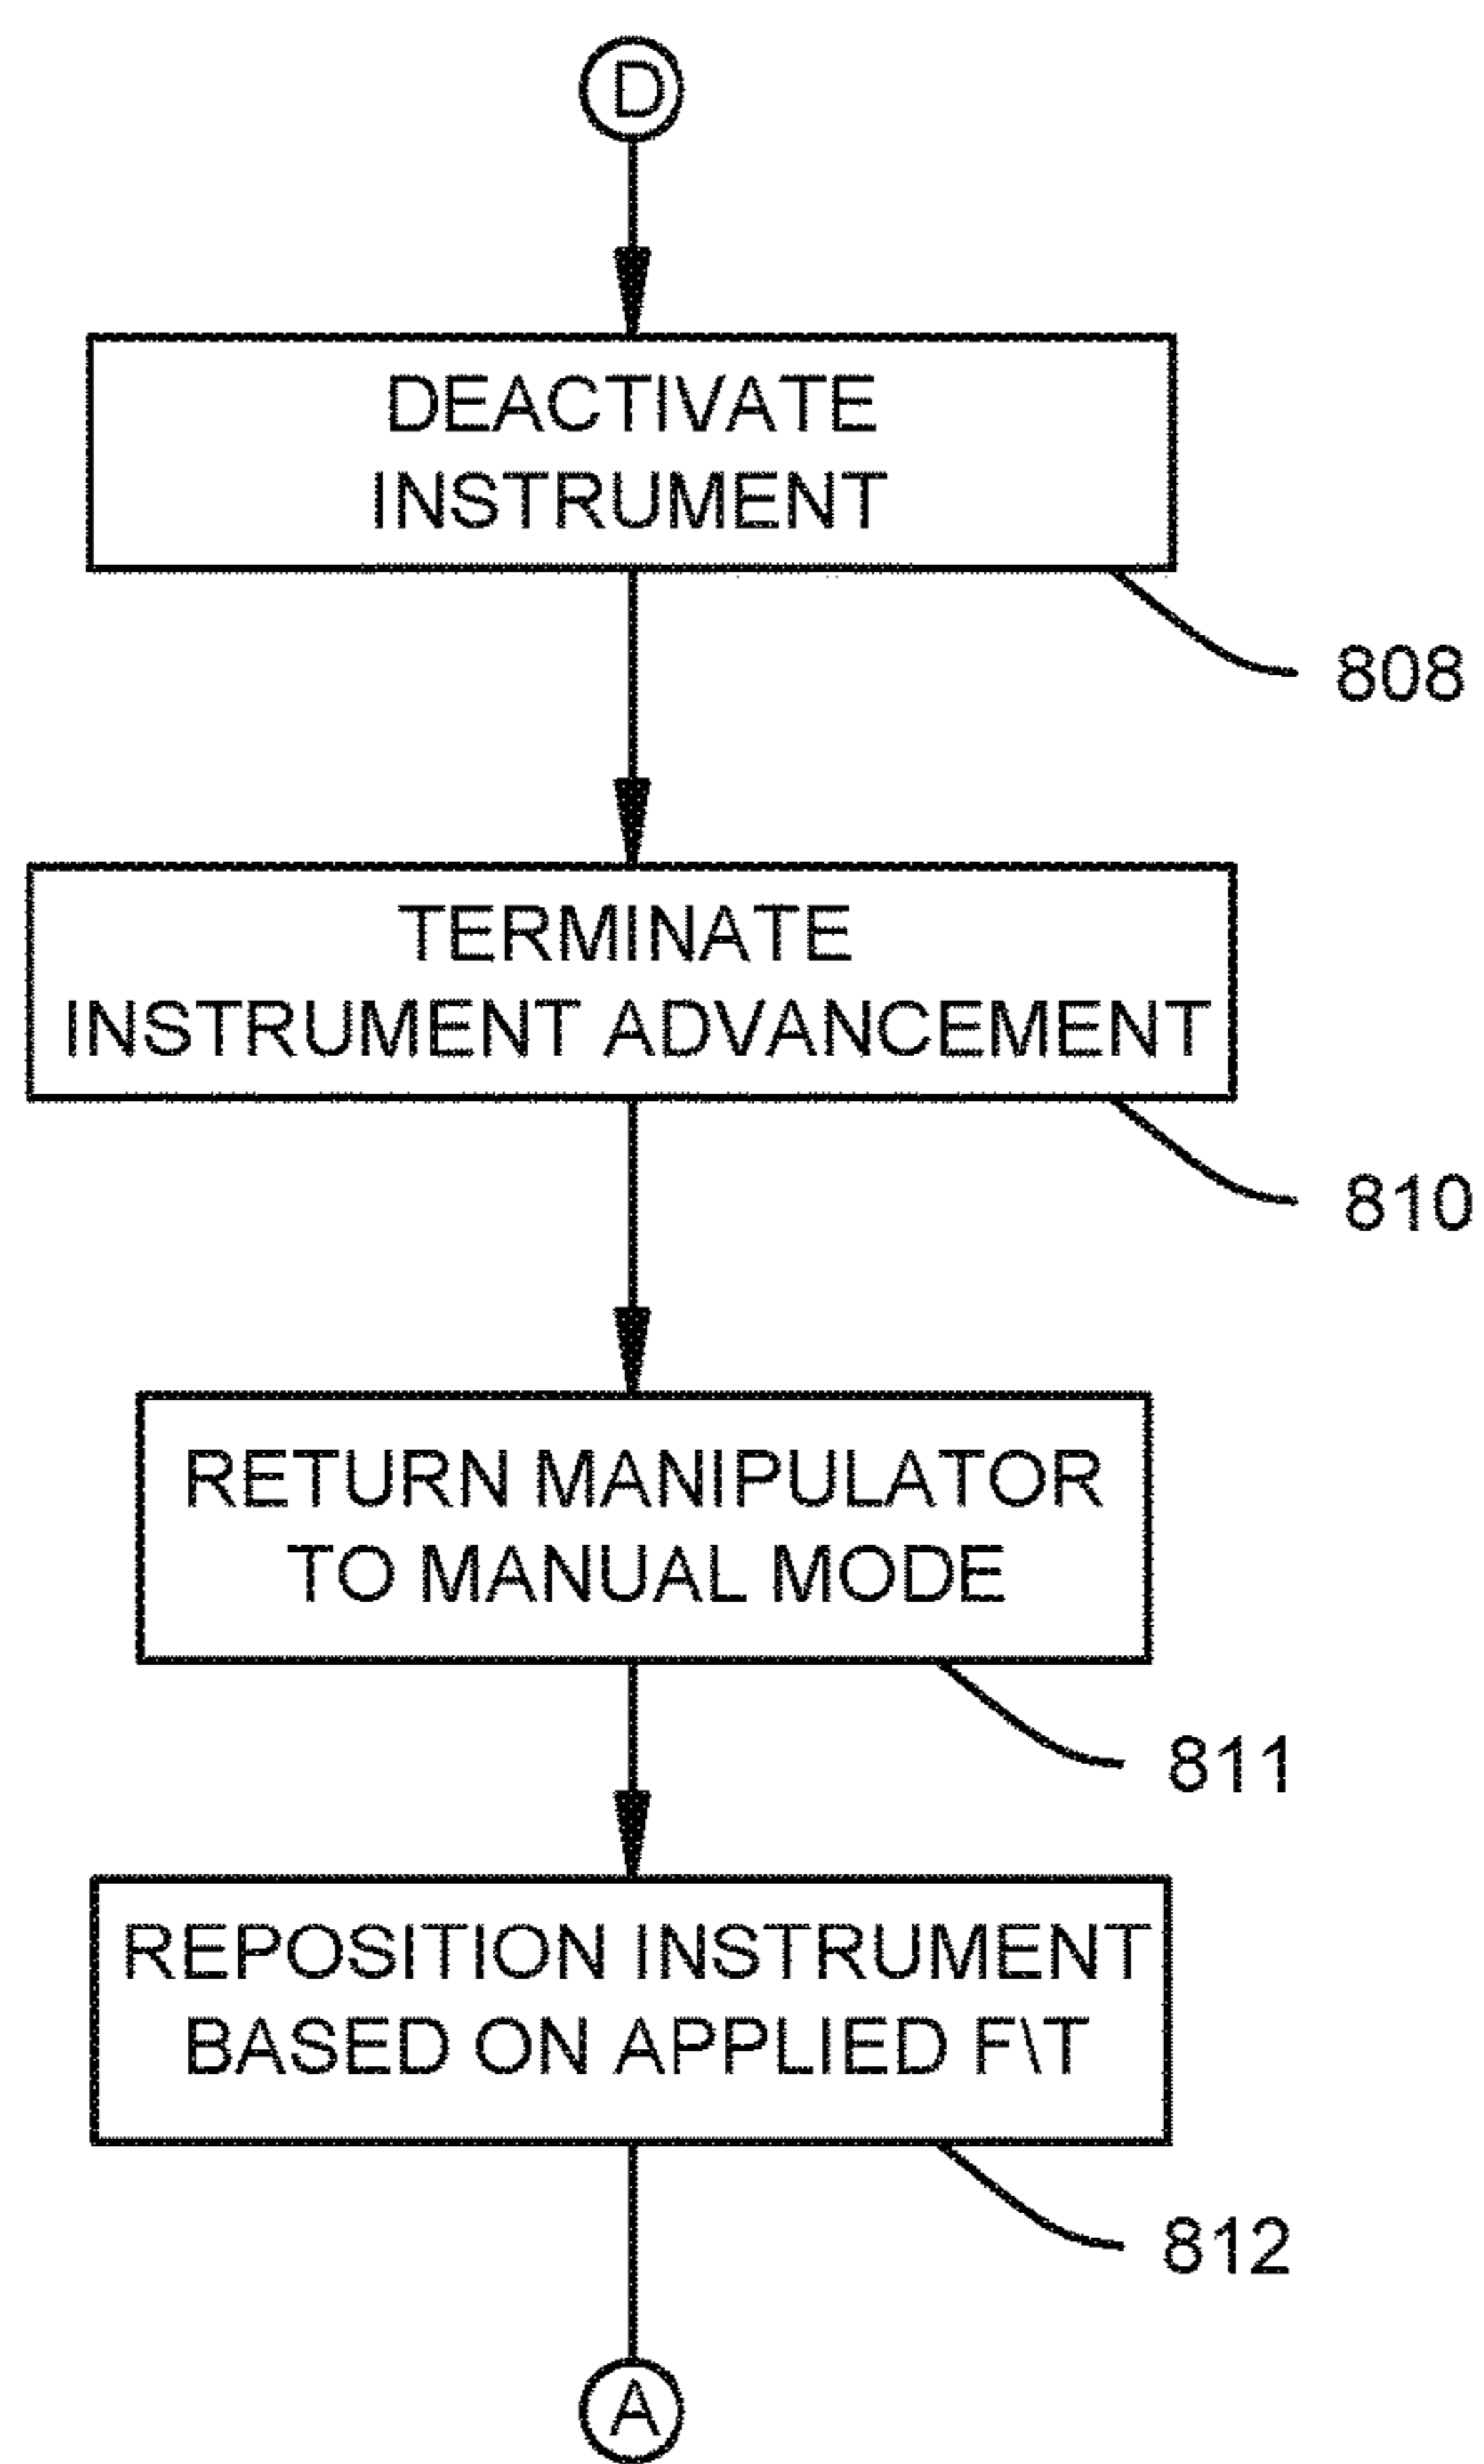 D
DEACTIVATE
INSTRUMENT
808
TERMINATE
INSTRUMENT ADVANCEMENT
810
RETURN MANIPULATOR
TO MANUAL MODE
811
REPOSITION INSTRUMENT
BASED ON APPLIED F\T
812
A